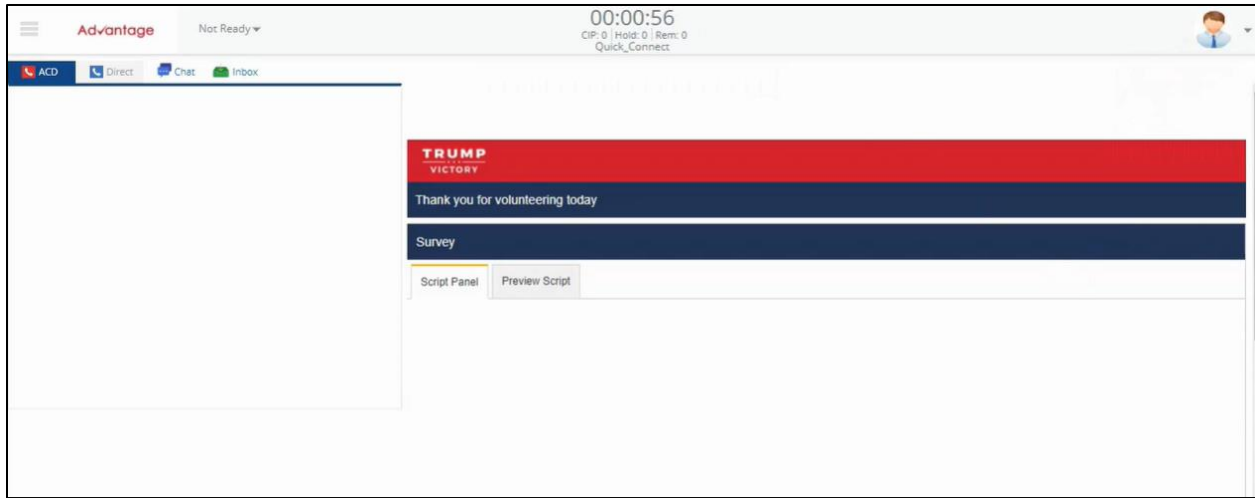 Advantage
Not Ready
00:00:56
CIP: 0 | Hold: 0 | Rem: 0
Quick_Connect
ACD
Direct
Chat
Inbox
TRUMP
VICTORY
Thank you for volunteering today
Survey
Script Panel
Preview Script